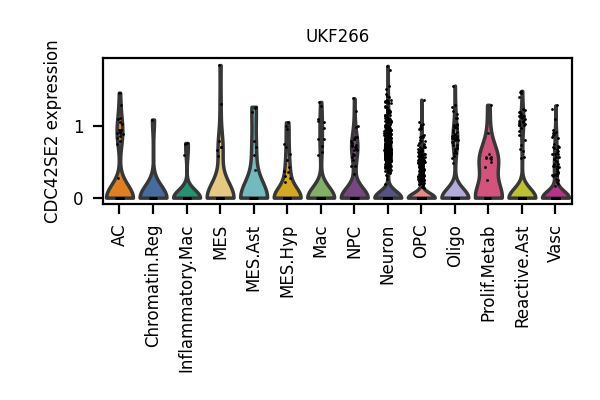 UKF266
CDC42SE2 expression
1
0
AC
Chromatin.Reg
Inflammatory.Mac
MES
MES.Ast
MES.Hyp
Mac
NPC
Neuron
OPC
Oligo
Prolif.Metab
Reactive.Ast
Vasc